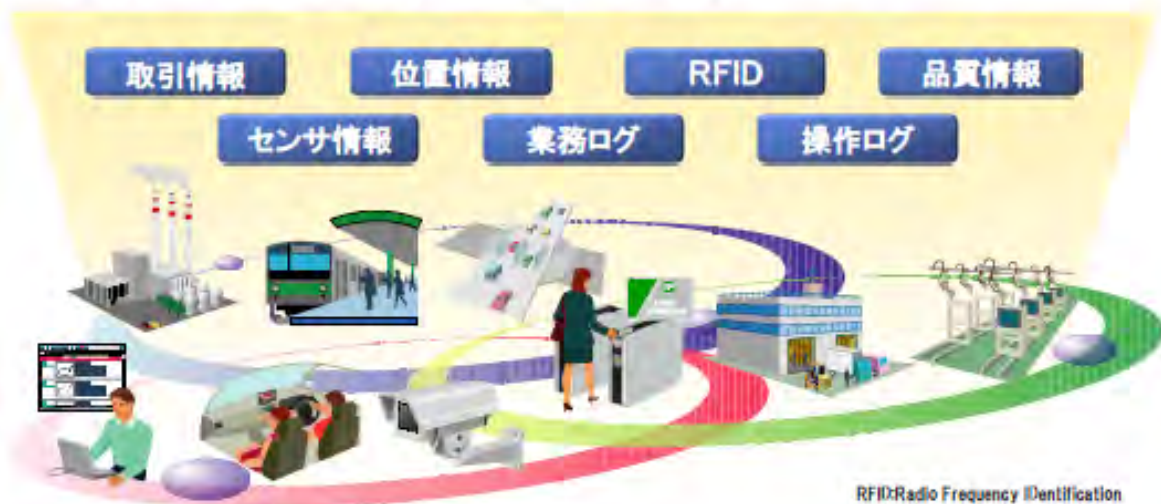 取引情報
位置情報
RFID
品質情報
センサ情報
業務ログ
操作ログ
RFID:Radio Frequency IDentification